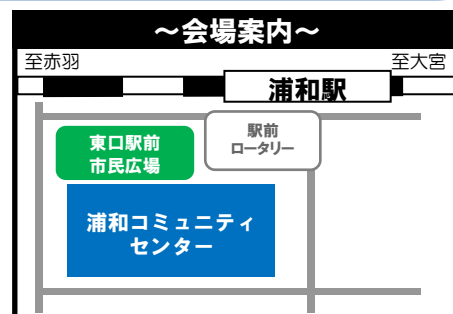 ～会場案内～
至赤羽
至大宮
浦和駅
駅前
ロータリー
東口駅前
市民広場
浦和コミュニティ
センター